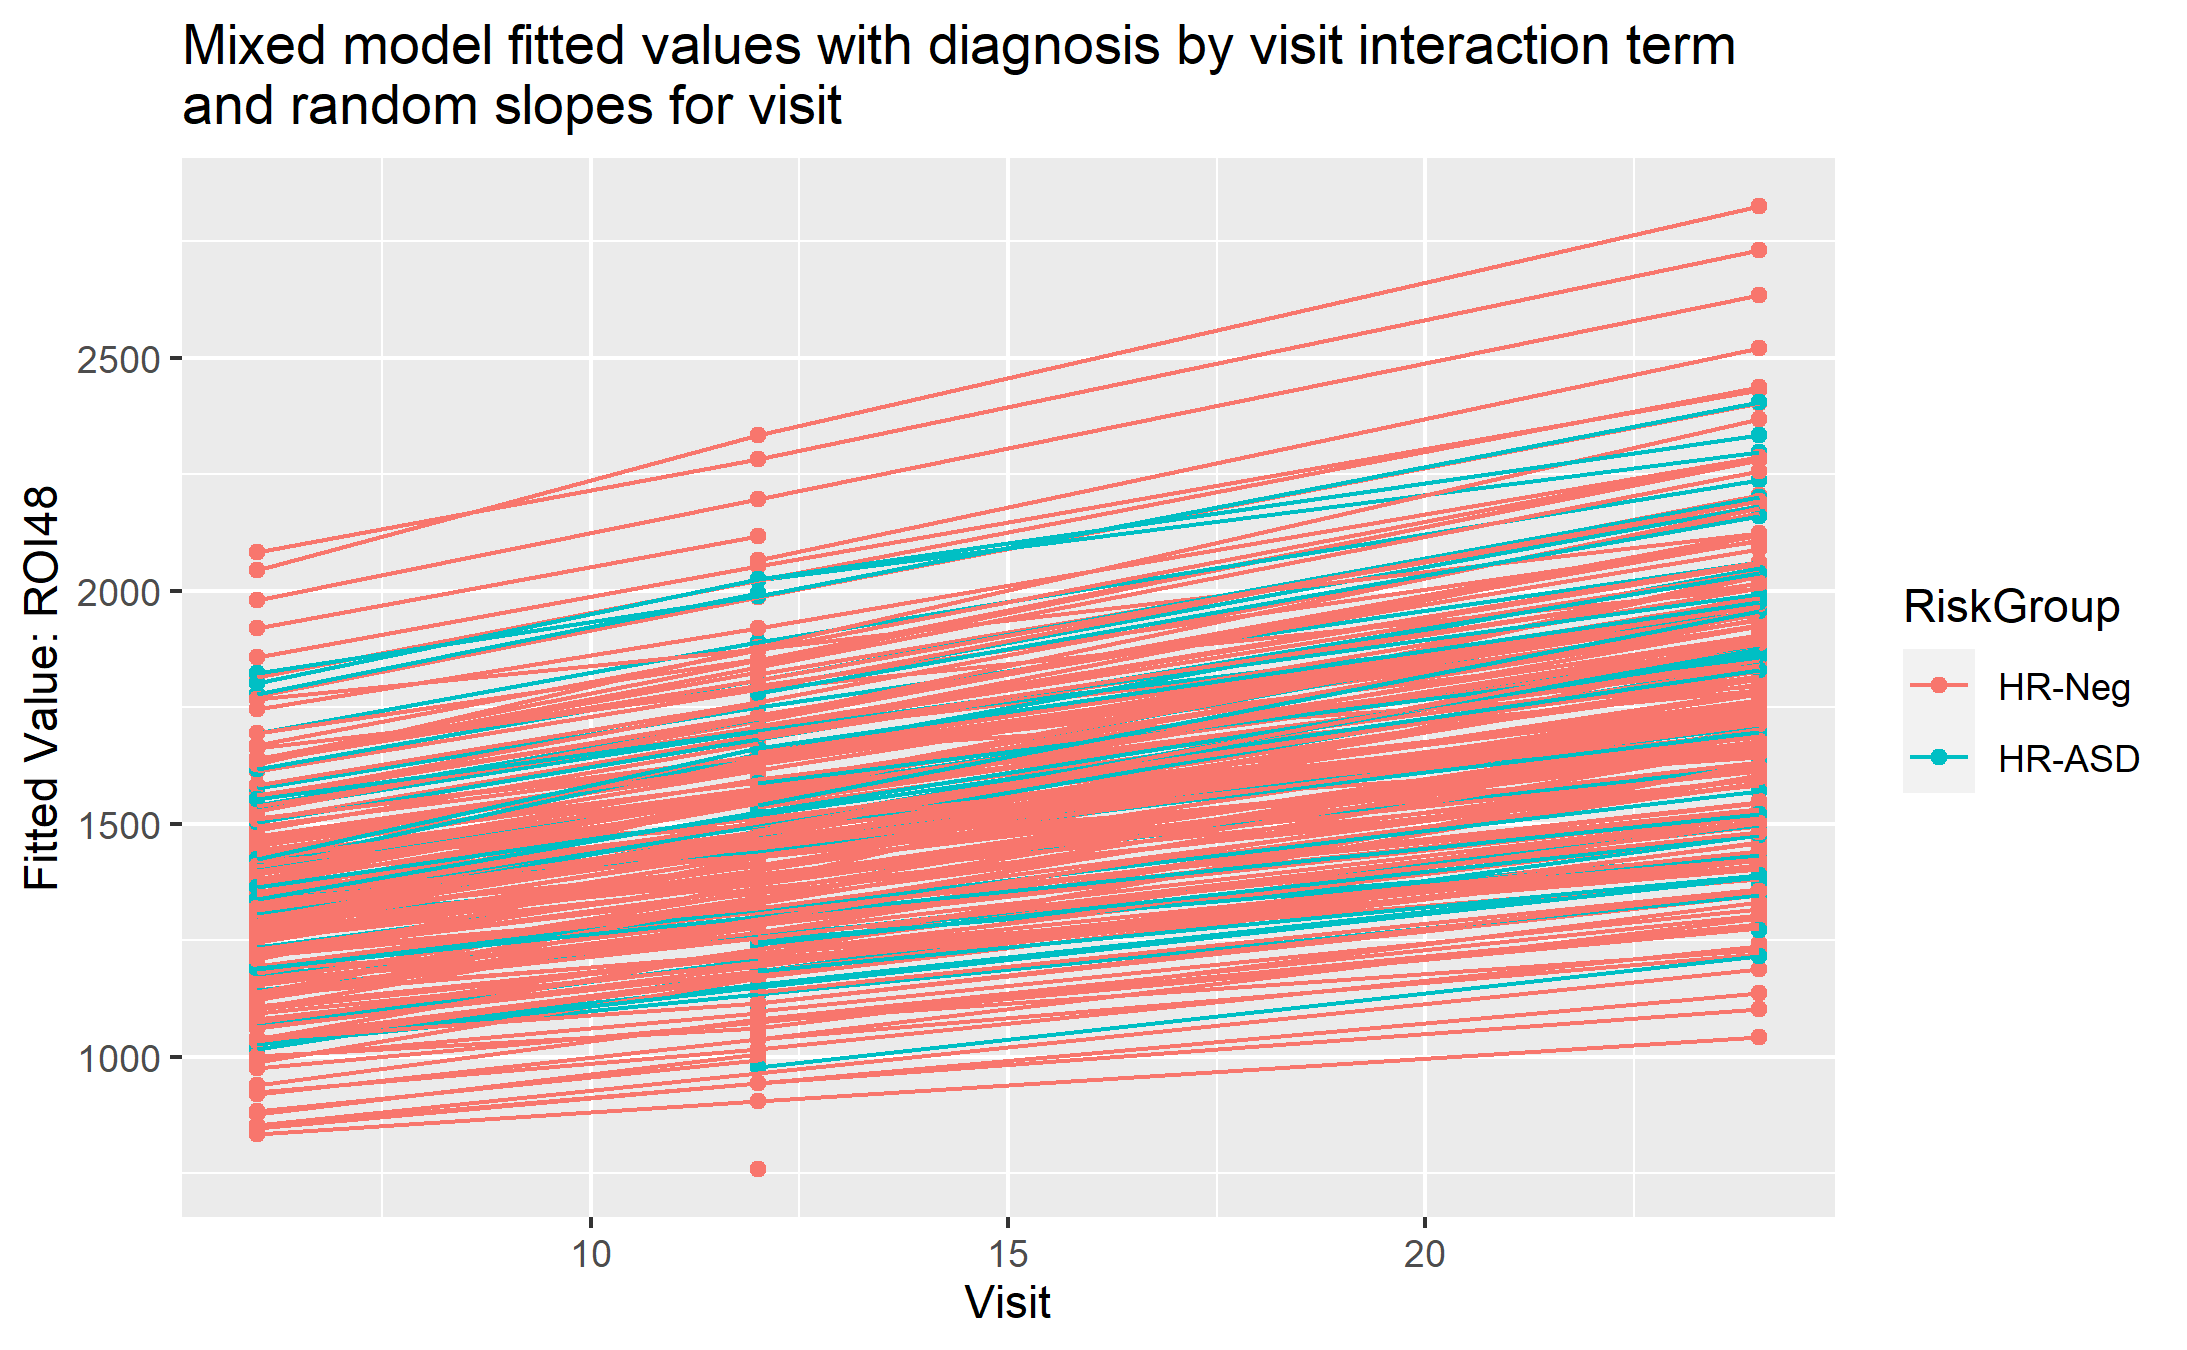 Mixed model fitted values with diagnosis by visit interaction term
and random slopes for visit
Fitted Value: ROI48
2500
2000
1500
1000
10
15
20
Visit
RiskGroup
HR-Neg
HR-ASD